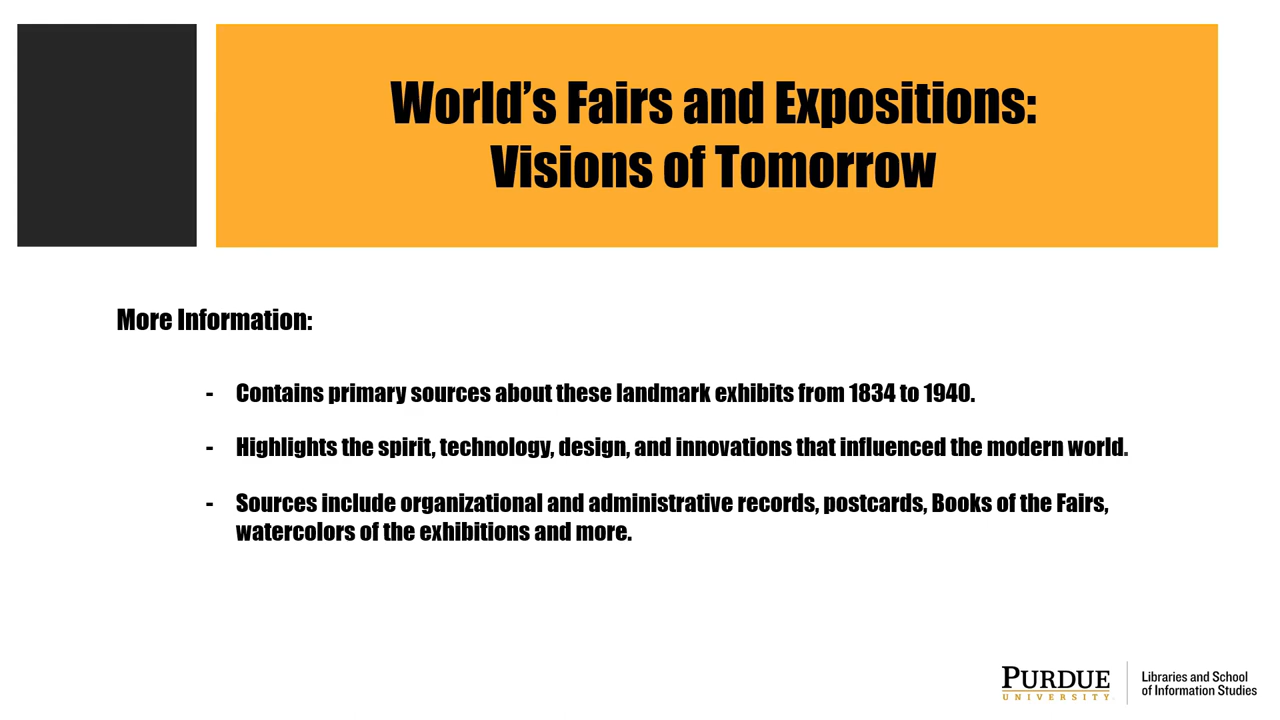 World’s Fairs and Expositions:
Visions of Tomorrow
More Information:
- Contains primary sources about these landmark exhibits from 1834 to 1940.
- Highlights the spirit, technology, design, and innovations that influenced the modern world.
- Sources include organizational and administrative records, postcards, Books of the Fairs,
watercolors of the exhibitions and more.
PURDUE
UNIVERSITY
Libraries and School
of Information Studies